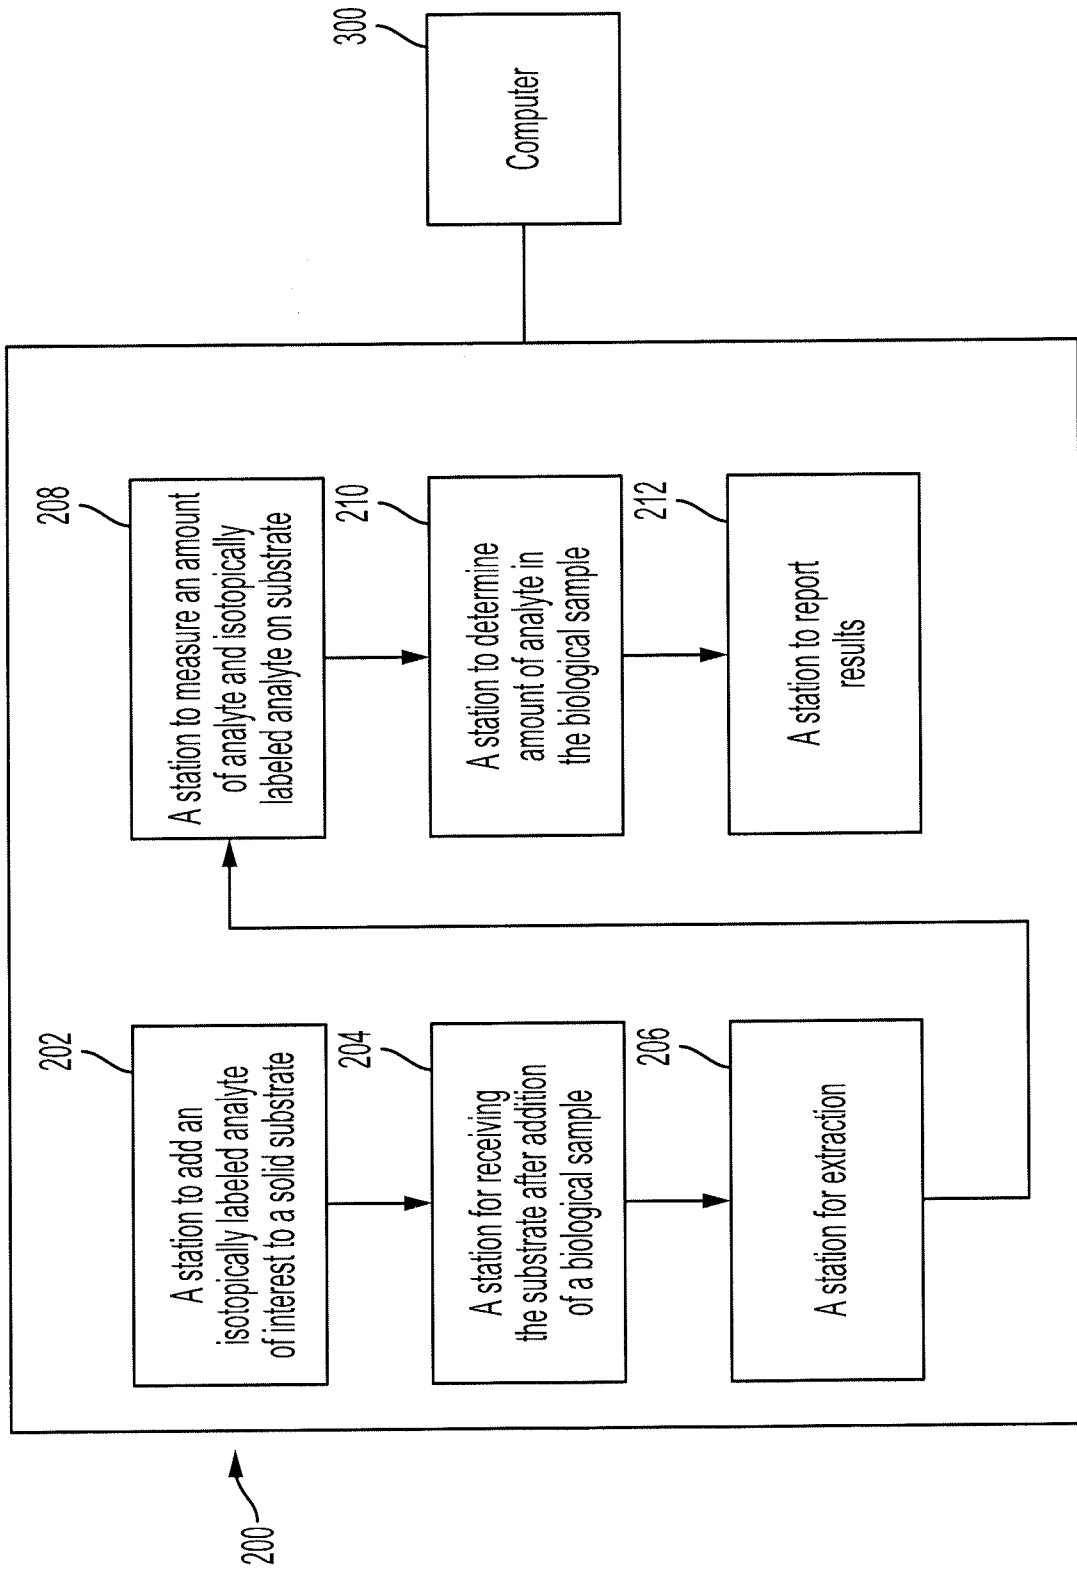 200
202
A station to add an
isotopically labeled analyte
of interest to a solid substrate
204
A station for receiving
the substrate after addition
of a biological sample
206
A station for extraction
208
A station to measure an amount
of analyte and isotopically
labeled analyte on substrate
210
A station to determine
amount of analyte in
the biological sample
212
A station to report
results
300
Computer